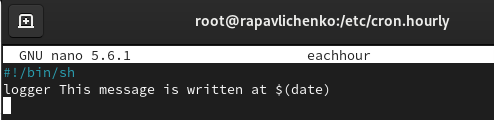 root@rapavlichenko:/etc/cron.hourly
GNU nano 5.6.1 eachhour
#!/bin/sh
logger This message is written at $(date)